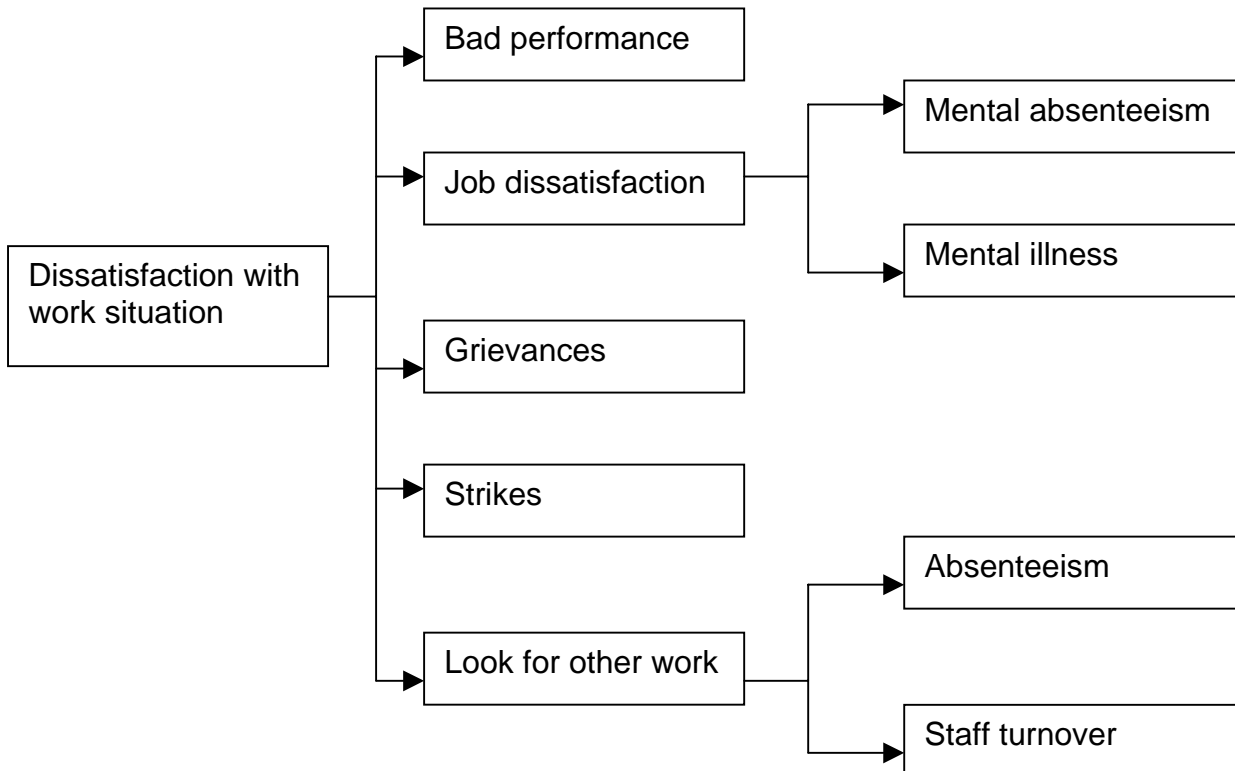 Bad performance
Mental absenteeism
Job dissatisfaction
Mental illness
Dissatisfaction with
work situation
Grievances
Strikes
Absenteeism
Look for other work
Staff turnover